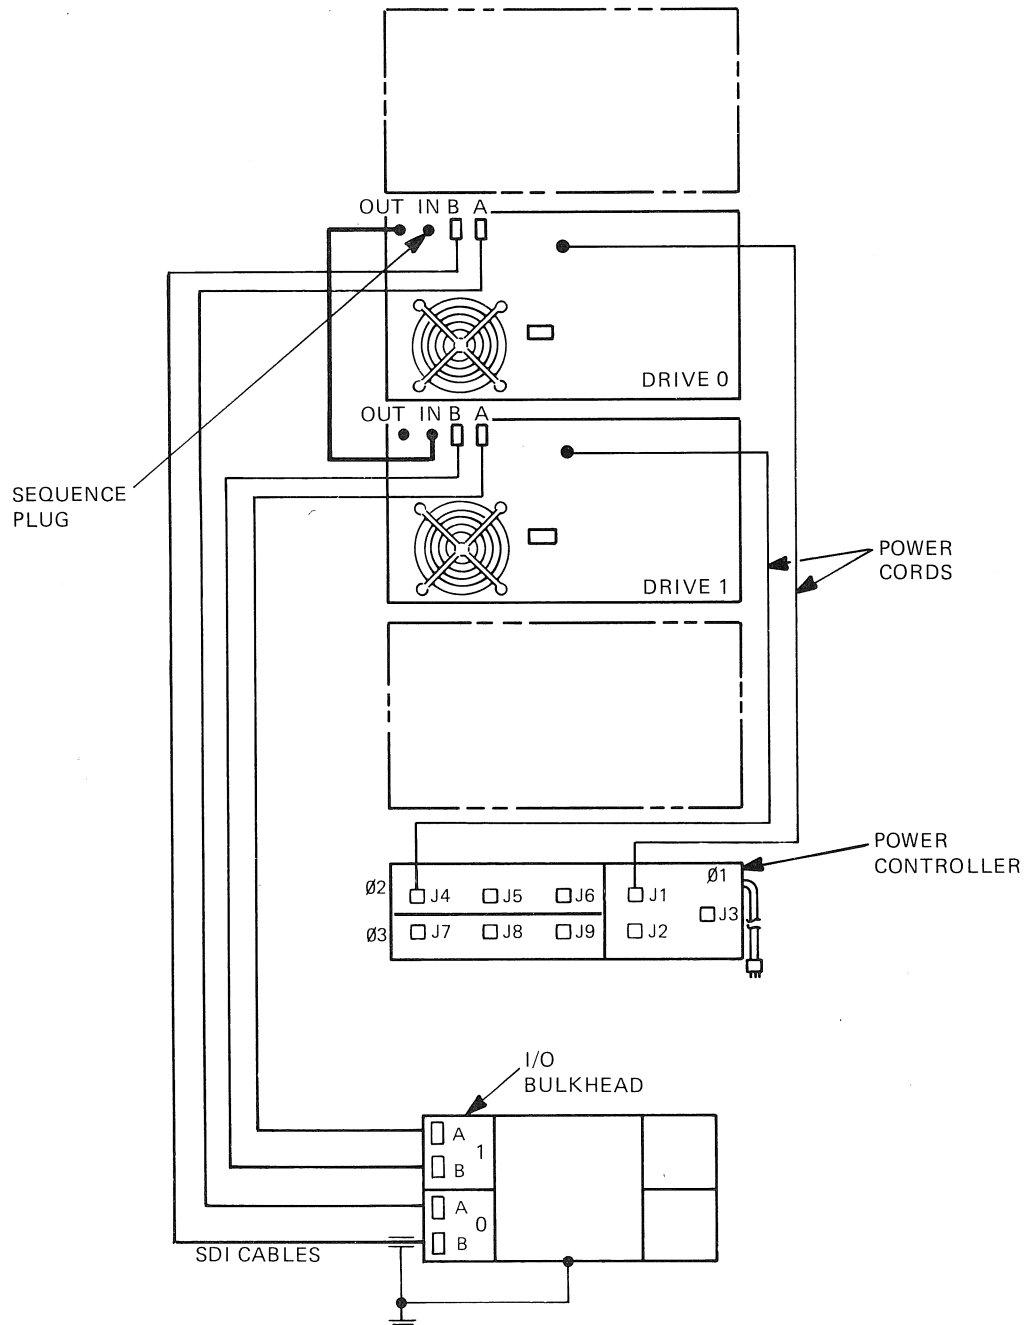 OUT IN B A
DRIVE 0
OUT IN B A
SEQUENCE
PLUG
DRIVE 1
POWER
CORDS
POWER
CONTROLLER
Ø1
Ø2
J4 J5 J6 J1
J3
Ø3
J7 J8 J9 J2
I/O
BULKHEAD
A
1
B
A
0
B
SDI CABLES